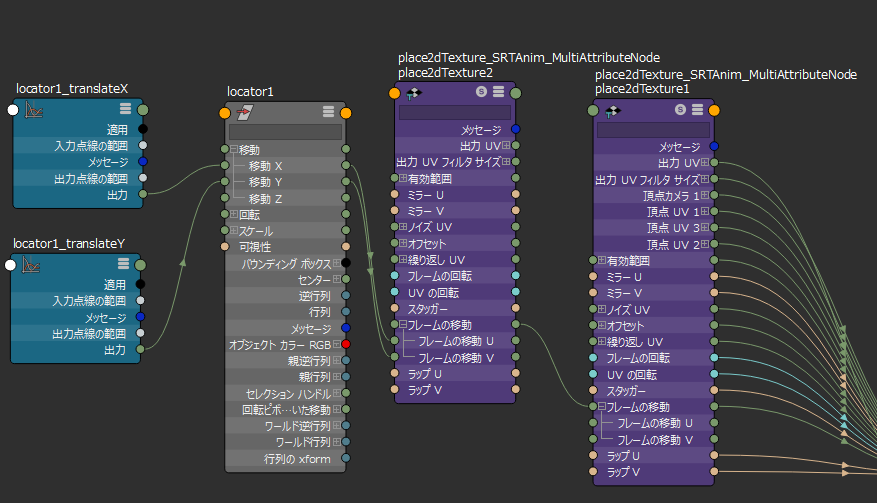 locator1_translateX
適用
入力点線の範囲
メッセージ
出力点線の範囲
出力
locator1_translateY
適用
入力点線の範囲
メッセージ
出力点線の範囲
出力
locator1
移動
移動 X
移動 Y
移動 Z
回転
スケール
可視性
バウンディング ボックス
センター
逆行列
行列
メッセージ
オブジェクト カラー RGB
親逆行列
親行列
セレクション ハンドル
回転ピボ…いた移動
ワールド逆行列
ワールド行列
行列の xform
place2dTexture_SRTAnim_MultiAttributeNode
place2dTexture2
S
メッセージ
出力 UV
出力 UV フィルタ サイズ
有効範囲
ミラー U
ミラー V
ノイズ UV
オフセット
繰り返し UV
フレームの回転
UV の回転
スタッガー
フレームの移動
フレームの移動 U
フレームの移動 V
ラップ U
ラップ V
place2dTexture_SRTAnim_MultiAttributeNode
place2dTexture1
S
メッセージ
出力 UV
出力 UV フィルタ サイズ
頂点カメラ 1
頂点 UV 1
頂点 UV 3
頂点 UV 2
有効範囲
ミラー U
ミラー V
ノイズ UV
オフセット
繰り返し UV
フレームの回転
UV の回転
スタッガー
フレームの移動
フレームの移動 U
フレームの移動 V
ラップ U
ラップ V